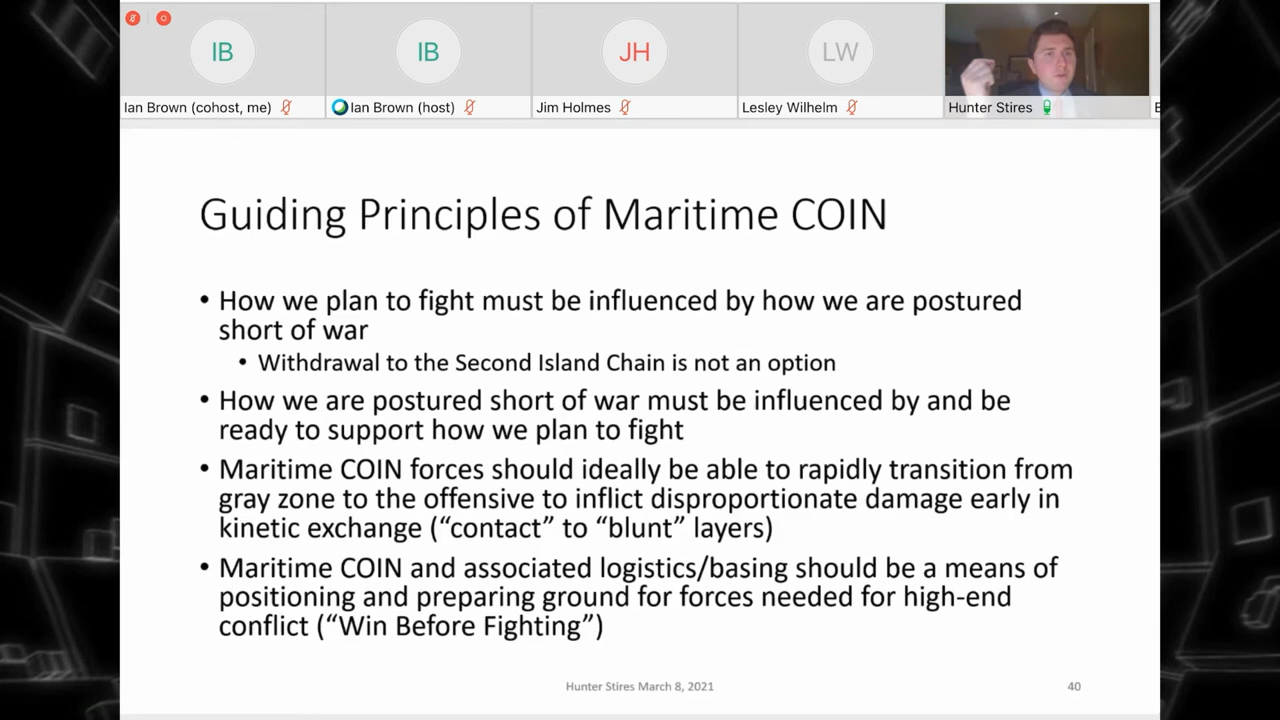 IB
IB
JH
LW
Ian Brown (cohost, me)
Ian Brown (host)
Jim Holmes
Lesley Wilhelm
Hunter Stires
E
Guiding Principles of Maritime COIN
• How we plan to fight must be influenced by how we are postured
short of war
• Withdrawal to the Second Island Chain is not an option
• How we are postured short of war must be influenced by and be
ready to support how we plan to fight
• Maritime COIN forces should ideally be able to rapidly transition from
gray zone to the offensive to inflict disproportionate damage early in
kinetic exchange (“contact” to “blunt” layers)
• Maritime COIN and associated logistics/basing should be a means of
positioning and preparing ground for forces needed for high-end
conflict (“Win Before Fighting”)
Hunter Stires March 8, 2021
40